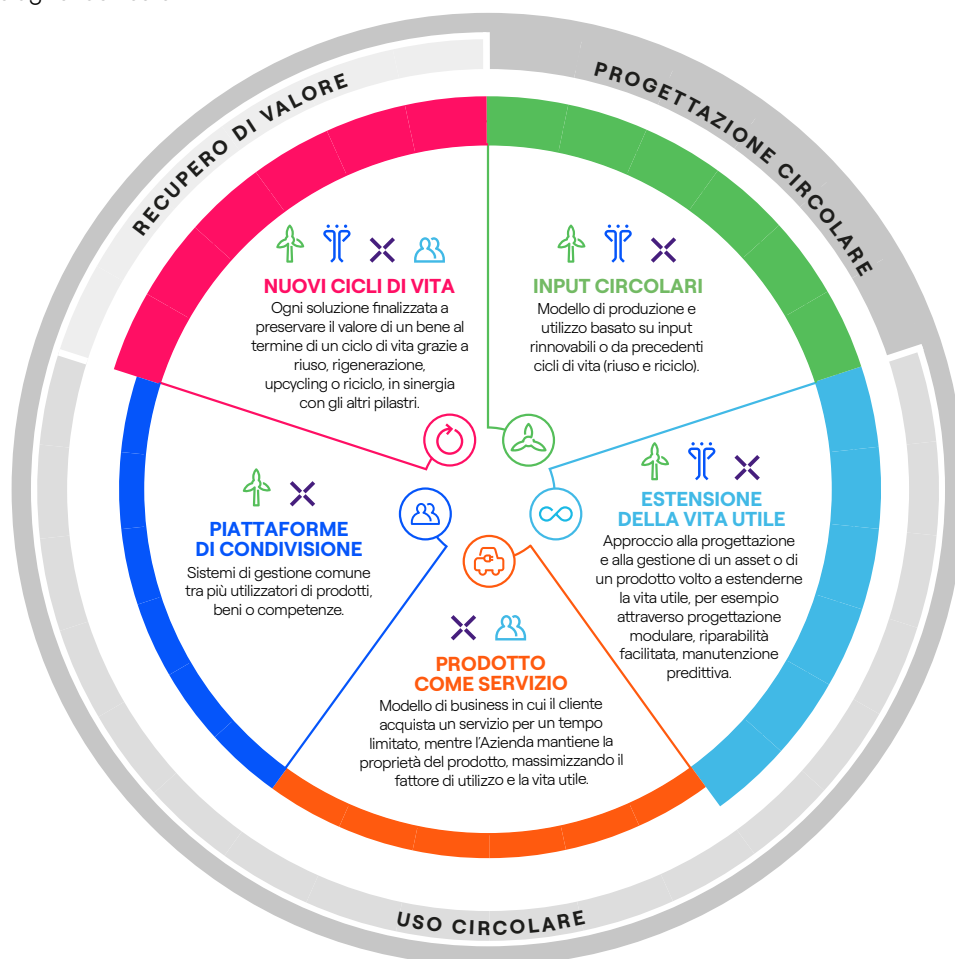 RECUPERO DI VALORE
PROGETTAZIONE CIRCOLARE
NUOVI CICLI DI VITA
Ogni soluzione finalizzata a
preservare il valore di un bene al
termine di un ciclo di vita grazie a
riuso, rigenerazione,
upcycling o riciclo, in sinergia
con gli altri pilastri.
INPUT CIRCOLARI
Modello di produzione e
utilizzo basato su input
rinnovabili o da precedenti
cicli di vita (riuso e riciclo).
PIATTAFORME
DI CONDIVISIONE
Sistemi di gestione comune
tra più utilizzatori di prodotti,
beni o competenze.
ESTENSIONE
DELLA VITA UTILE
Approccio alla progettazione
e alla gestione di un asset o di
un prodotto volto a estenderne
la vita utile, per esempio
attraverso progettazione
modulare, riparabilità
facilitata, manutenzione
predittiva.
PRODOTTO
COME SERVIZIO
Modello di business in cui il cliente
acquista un servizio per un tempo
limitato, mentre l'Azienda mantiene la
proprietà del prodotto, massimizzando il
fattore di utilizzo e la vita utile.
USO CIRCOLARE